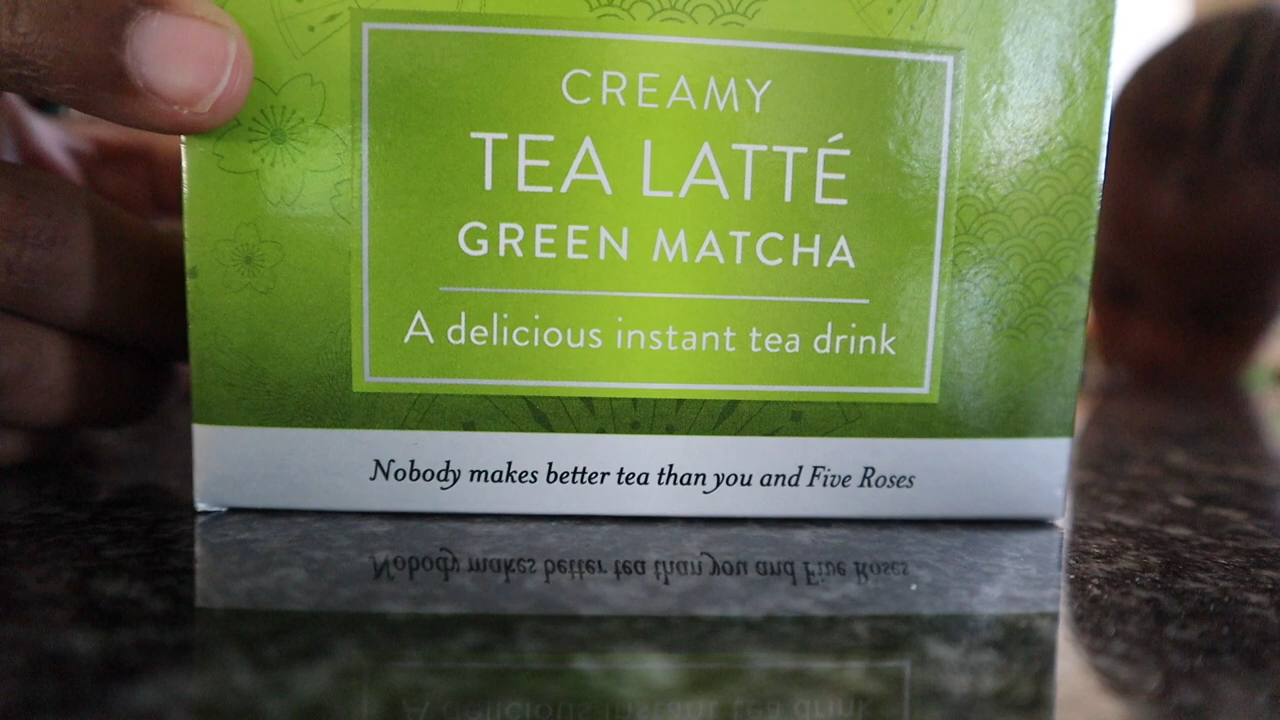 CREAMY
TEA LATTÉ
GREEN MATCHA
A delicious instant tea drink
Nobody makes better tea than you and Five Roses